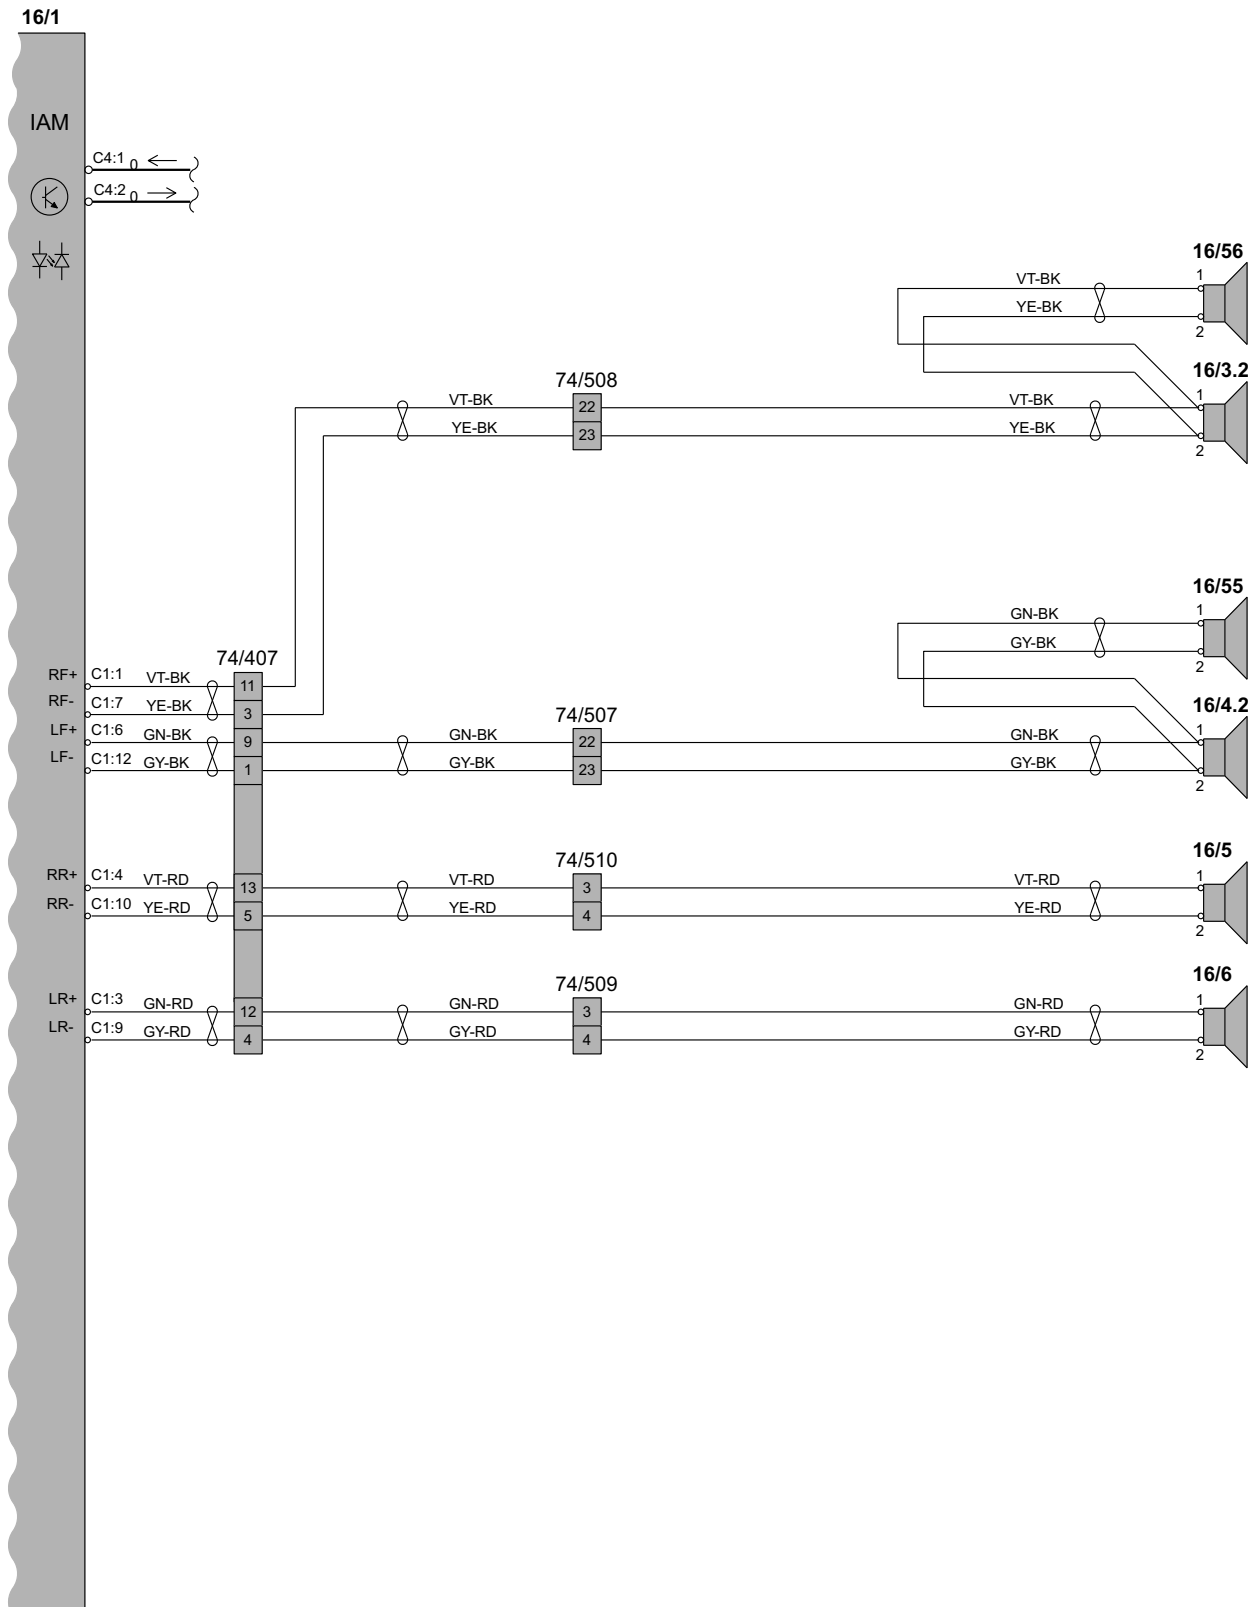 16/1
IAM
C4:1 0
C4:2 0
16/56
1
VT-BK
YE-BK
2
16/3.2
74/508
1
VT-BK 22 VT-BK
YE-BK 23 YE-BK
2
16/55
1
GN-BK
GY-BK
2
74/407
16/4.2
RF+ C1:1 VT-BK 11
RF- C1:7 YE-BK 3
74/507
1
LF+ C1:6 GN-BK 9 GN-BK 22 GN-BK
LF- C1:12 GY-BK 1 GY-BK 23 GY-BK
2
74/510
16/5
1
RR+ C1:4 VT-RD 13 VT-RD 3 VT-RD
RR- C1:10 YE-RD 5 YE-RD 4 YE-RD
2
74/509
16/6
1
LR+ C1:3 GN-RD 12 GN-RD 3 GN-RD
LR- C1:9 GY-RD 4 GY-RD 4 GY-RD
2